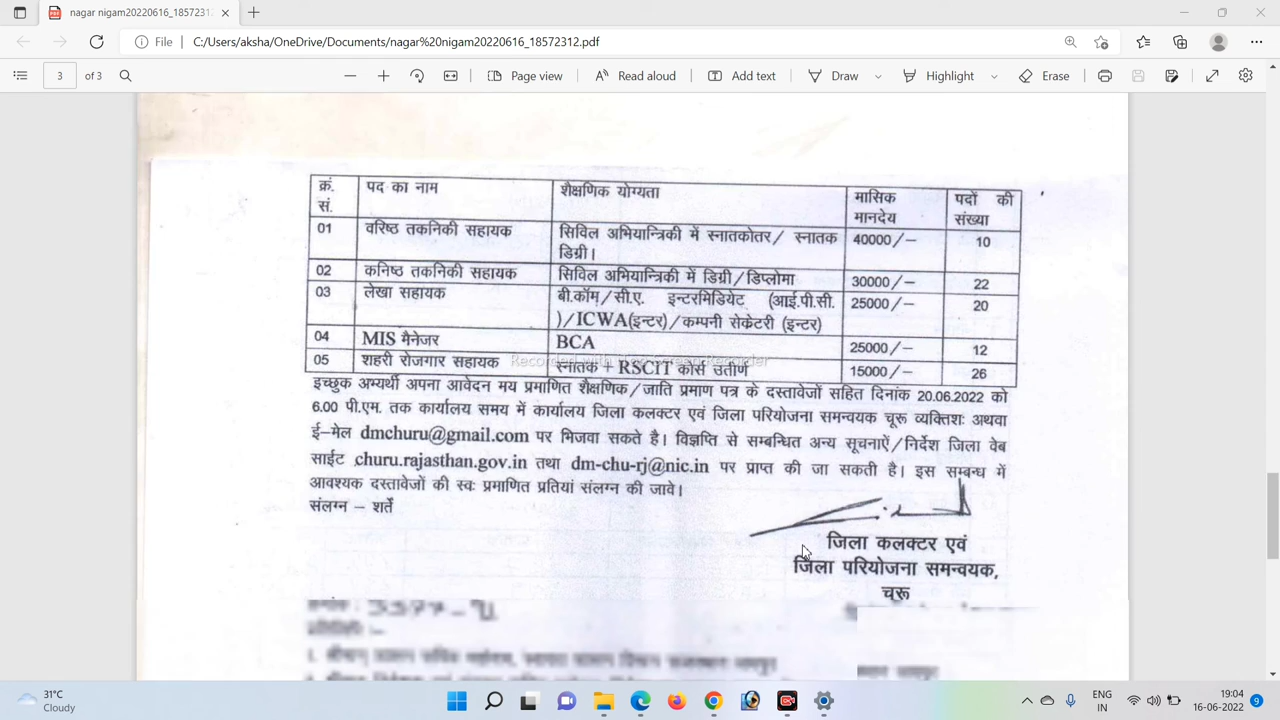 nagar nigam20220616_18572312
File C:/Users/aksha/OneDrive/Documents/nagar%20nigam20220616_18572312.pdf
3 of 3 Page view Read aloud Add text Draw Highlight Erase
क्रं. सं. पद का नाम शैक्षणिक योग्यता मासिक मानदेय पदों की संख्या
01 वरिष्ठ तकनिकी सहायक सिविल अभियान्त्रिकी में स्नातकोतर/ स्नातक डिग्री। 40000/– 10
02 कनिष्ठ तकनिकी सहायक सिविल अभियान्त्रिकी में डिग्री/डिप्लोमा 30000/– 22
03 लेखा सहायक बी.कॉम/सी.ए. इन्टरमिडियेट (आई.पी.सी. )/ICWA(इन्टर)/कम्पनी सेक्रेटरी (इन्टर) 25000/– 20
04 MIS मैनेजर BCA 25000/– 12
05 शहरी रोजगार सहायक स्नातक + RSCIT कोर्स उतीर्ण 15000/– 26
इच्छुक अभ्यर्थी अपना आवेदन मय प्रमाणित शैक्षणिक/जाति प्रमाण पत्र के दस्तावेजों सहित दिनांक 20.06.2022 को
6.00 पी.एम. तक कार्यालय समय में कार्यालय जिला कलक्टर एवं जिला परियोजना समन्वयक चूरू व्यक्तिशः अथवा
ई–मेल dmchuru@gmail.com पर भिजवा सकते है। विज्ञप्ति से सम्बन्धित अन्य सूचनाऐं/निर्देश जिला वेब
साईट churu.rajasthan.gov.in तथा dm-chu-rj@nic.in पर प्राप्त की जा सकती है। इस सम्बन्ध में
आवश्यक दस्तावेजों की स्वः प्रमाणित प्रतियां संलग्न की जावे।
संलग्न – शर्ते
जिला कलक्टर एवं
जिला परियोजना समन्वयक,
चूरू
31°C
Cloudy
ENG
IN
19:04
16-06-2022
9